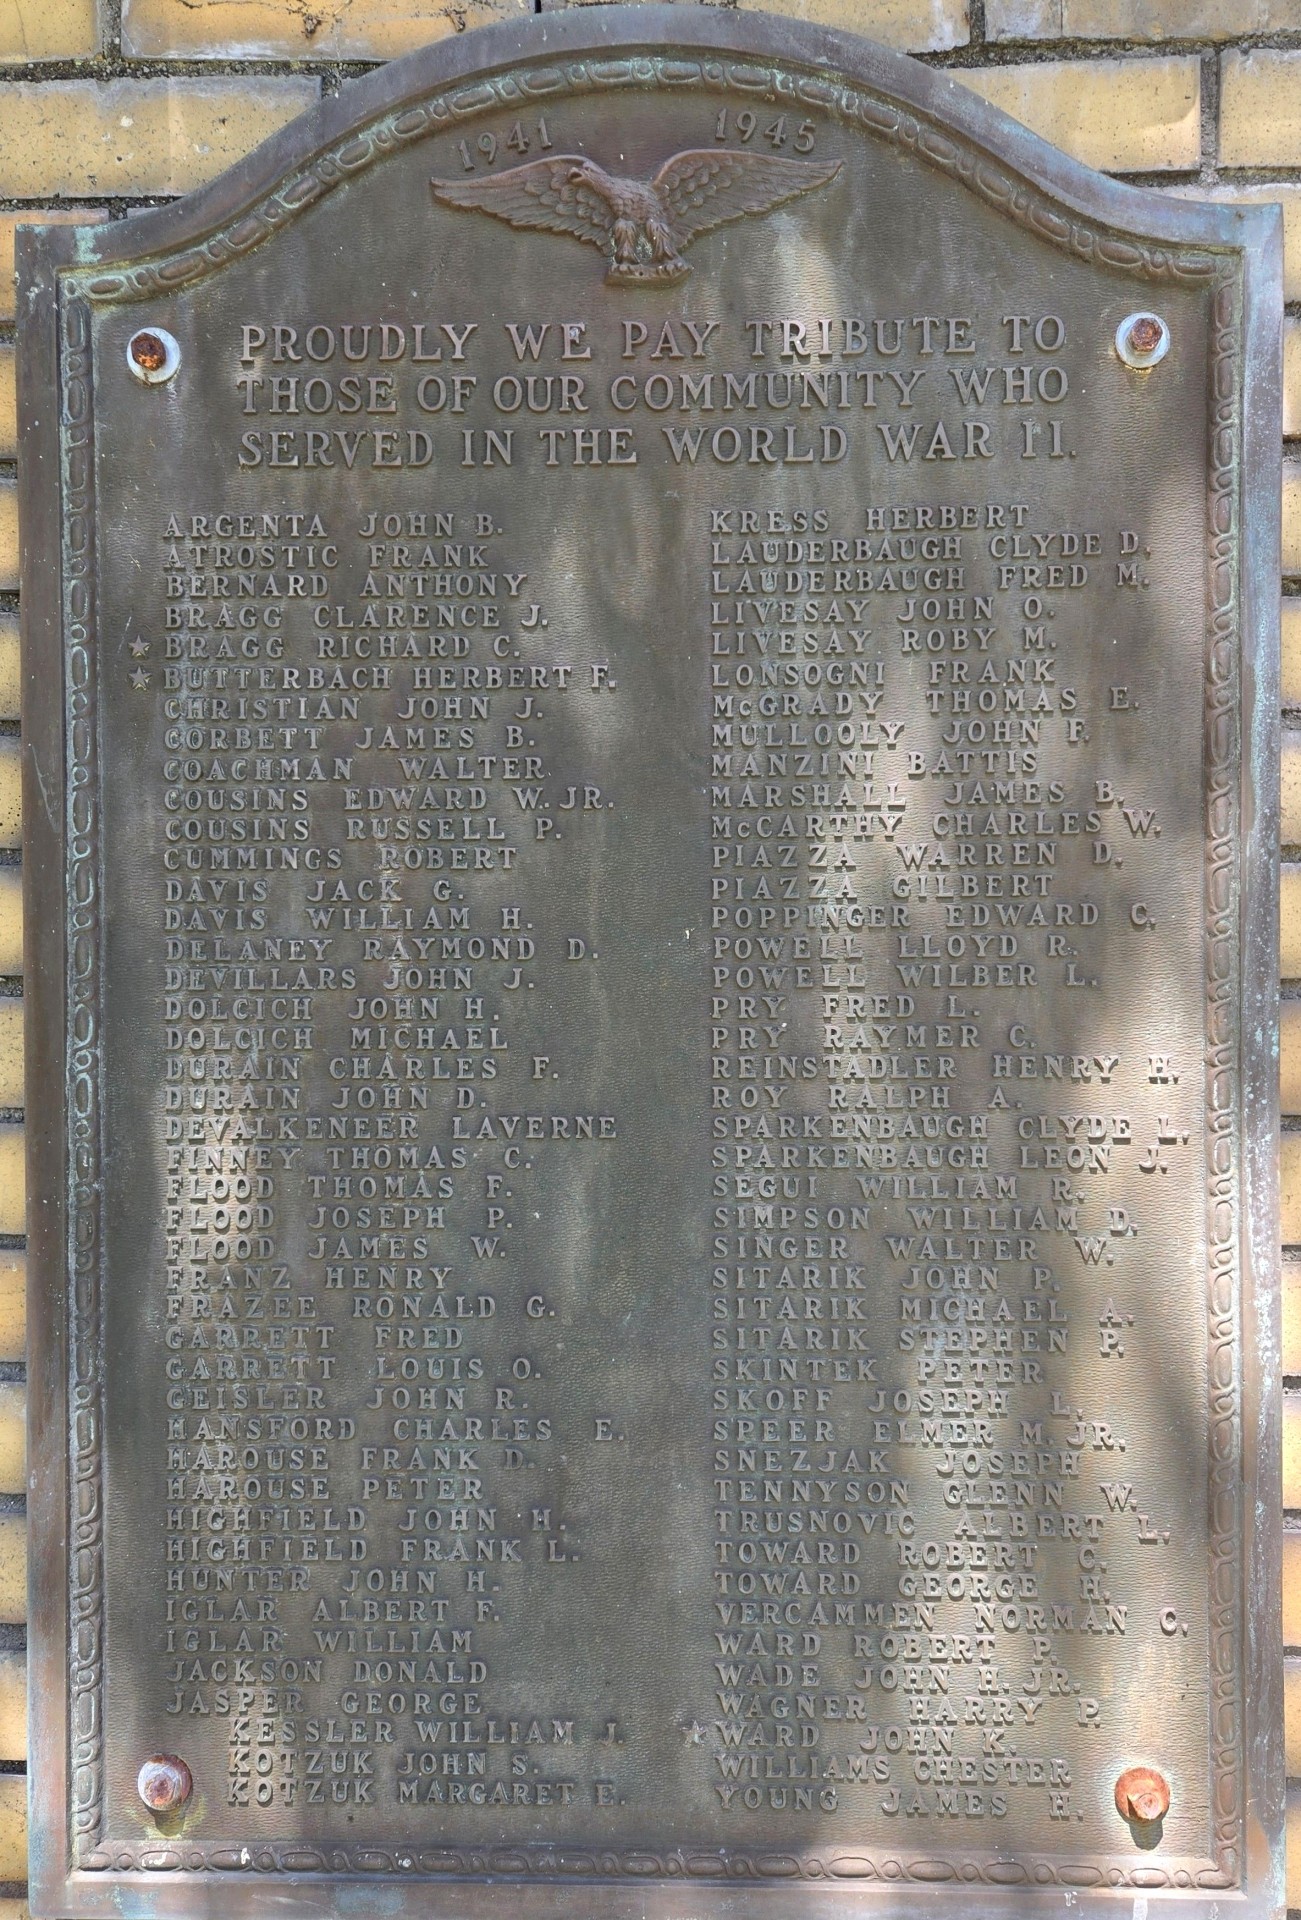 1941 1945
PROUDLY WE PAY TRIBUTE TO
THOSE OF OUR COMMUNITY WHO
SERVED IN THE WORLD WAR II.
ARGENTA JOHN B.
ATROSTIC FRANK
BERNARD ANTHONY
BRAGG CLARENCE J.
★ BRAGG RICHARD C.
★ BUTTERBACH HERBERT F.
CHRISTIAN JOHN J.
CORBETT JAMES B.
COACHMAN WALTER
COUSINS EDWARD W. JR.
COUSINS RUSSELL P.
CUMMINGS ROBERT
DAVIS JACK G.
DAVIS WILLIAM H.
DELANEY RAYMOND D.
DEVILLARS JOHN J.
DOLCICH JOHN H.
DOLCICH MICHAEL
DURAIN CHARLES F.
DURAIN JOHN D.
DEVALKENEER LAVERNE
FINNEY THOMAS C.
FLOOD THOMAS F.
FLOOD JOSEPH P.
FLOOD JAMES W.
FRANZ HENRY
FRAZEE RONALD G.
GARRETT FRED
GARRETT LOUIS O.
GEISLER JOHN R.
HANSFORD CHARLES E.
HAROUSE FRANK D.
HAROUSE PETER
HIGHFIELD JOHN H.
HIGHFIELD FRANK L.
HUNTER JOHN H.
IGLAR ALBERT F.
IGLAR WILLIAM
JACKSON DONALD
JASPER GEORGE
KESSLER WILLIAM J.
KOTZUK JOHN S.
KOTZUK MARGARET E.
KRESS HERBERT
LAUDERBAUGH CLYDE D.
LAUDERBAUGH FRED M.
LIVESAY JOHN O.
LIVESAY ROBY M.
LONSOGNI FRANK
McGRADY THOMAS E.
MULLOOLY JOHN F.
MANZINI BATTIS
MARSHALL JAMES B.
McCARTHY CHARLES W.
PIAZZA WARREN D.
PIAZZA GILBERT
POPPINGER EDWARD C.
POWELL LLOYD R.
POWELL WILBER L.
PRY FRED L.
PRY RAYMER C.
REINSTADLER HENRY H.
ROY RALPH A.
SPARKENBAUGH CLYDE L.
SPARKENBAUGH LEON J.
SEGUI WILLIAM R.
SIMPSON WILLIAM D.
SINGER WALTER W.
SITARIK JOHN P.
SITARIK MICHAEL A.
SITARIK STEPHEN P.
SKINTEK PETER
SKOFF JOSEPH L.
SPEER ELMER M. JR.
SNEZJAK JOSEPH
TENNYSON GLENN W.
TRUSNOVIC ALBERT L.
TOWARD ROBERT C.
TOWARD GEORGE H.
VERCAMMEN NORMAN C.
WARD ROBERT P.
WADE JOHN H. JR.
WAGNER HARRY P.
★ WARD JOHN K.
WILLIAMS CHESTER
YOUNG JAMES H.